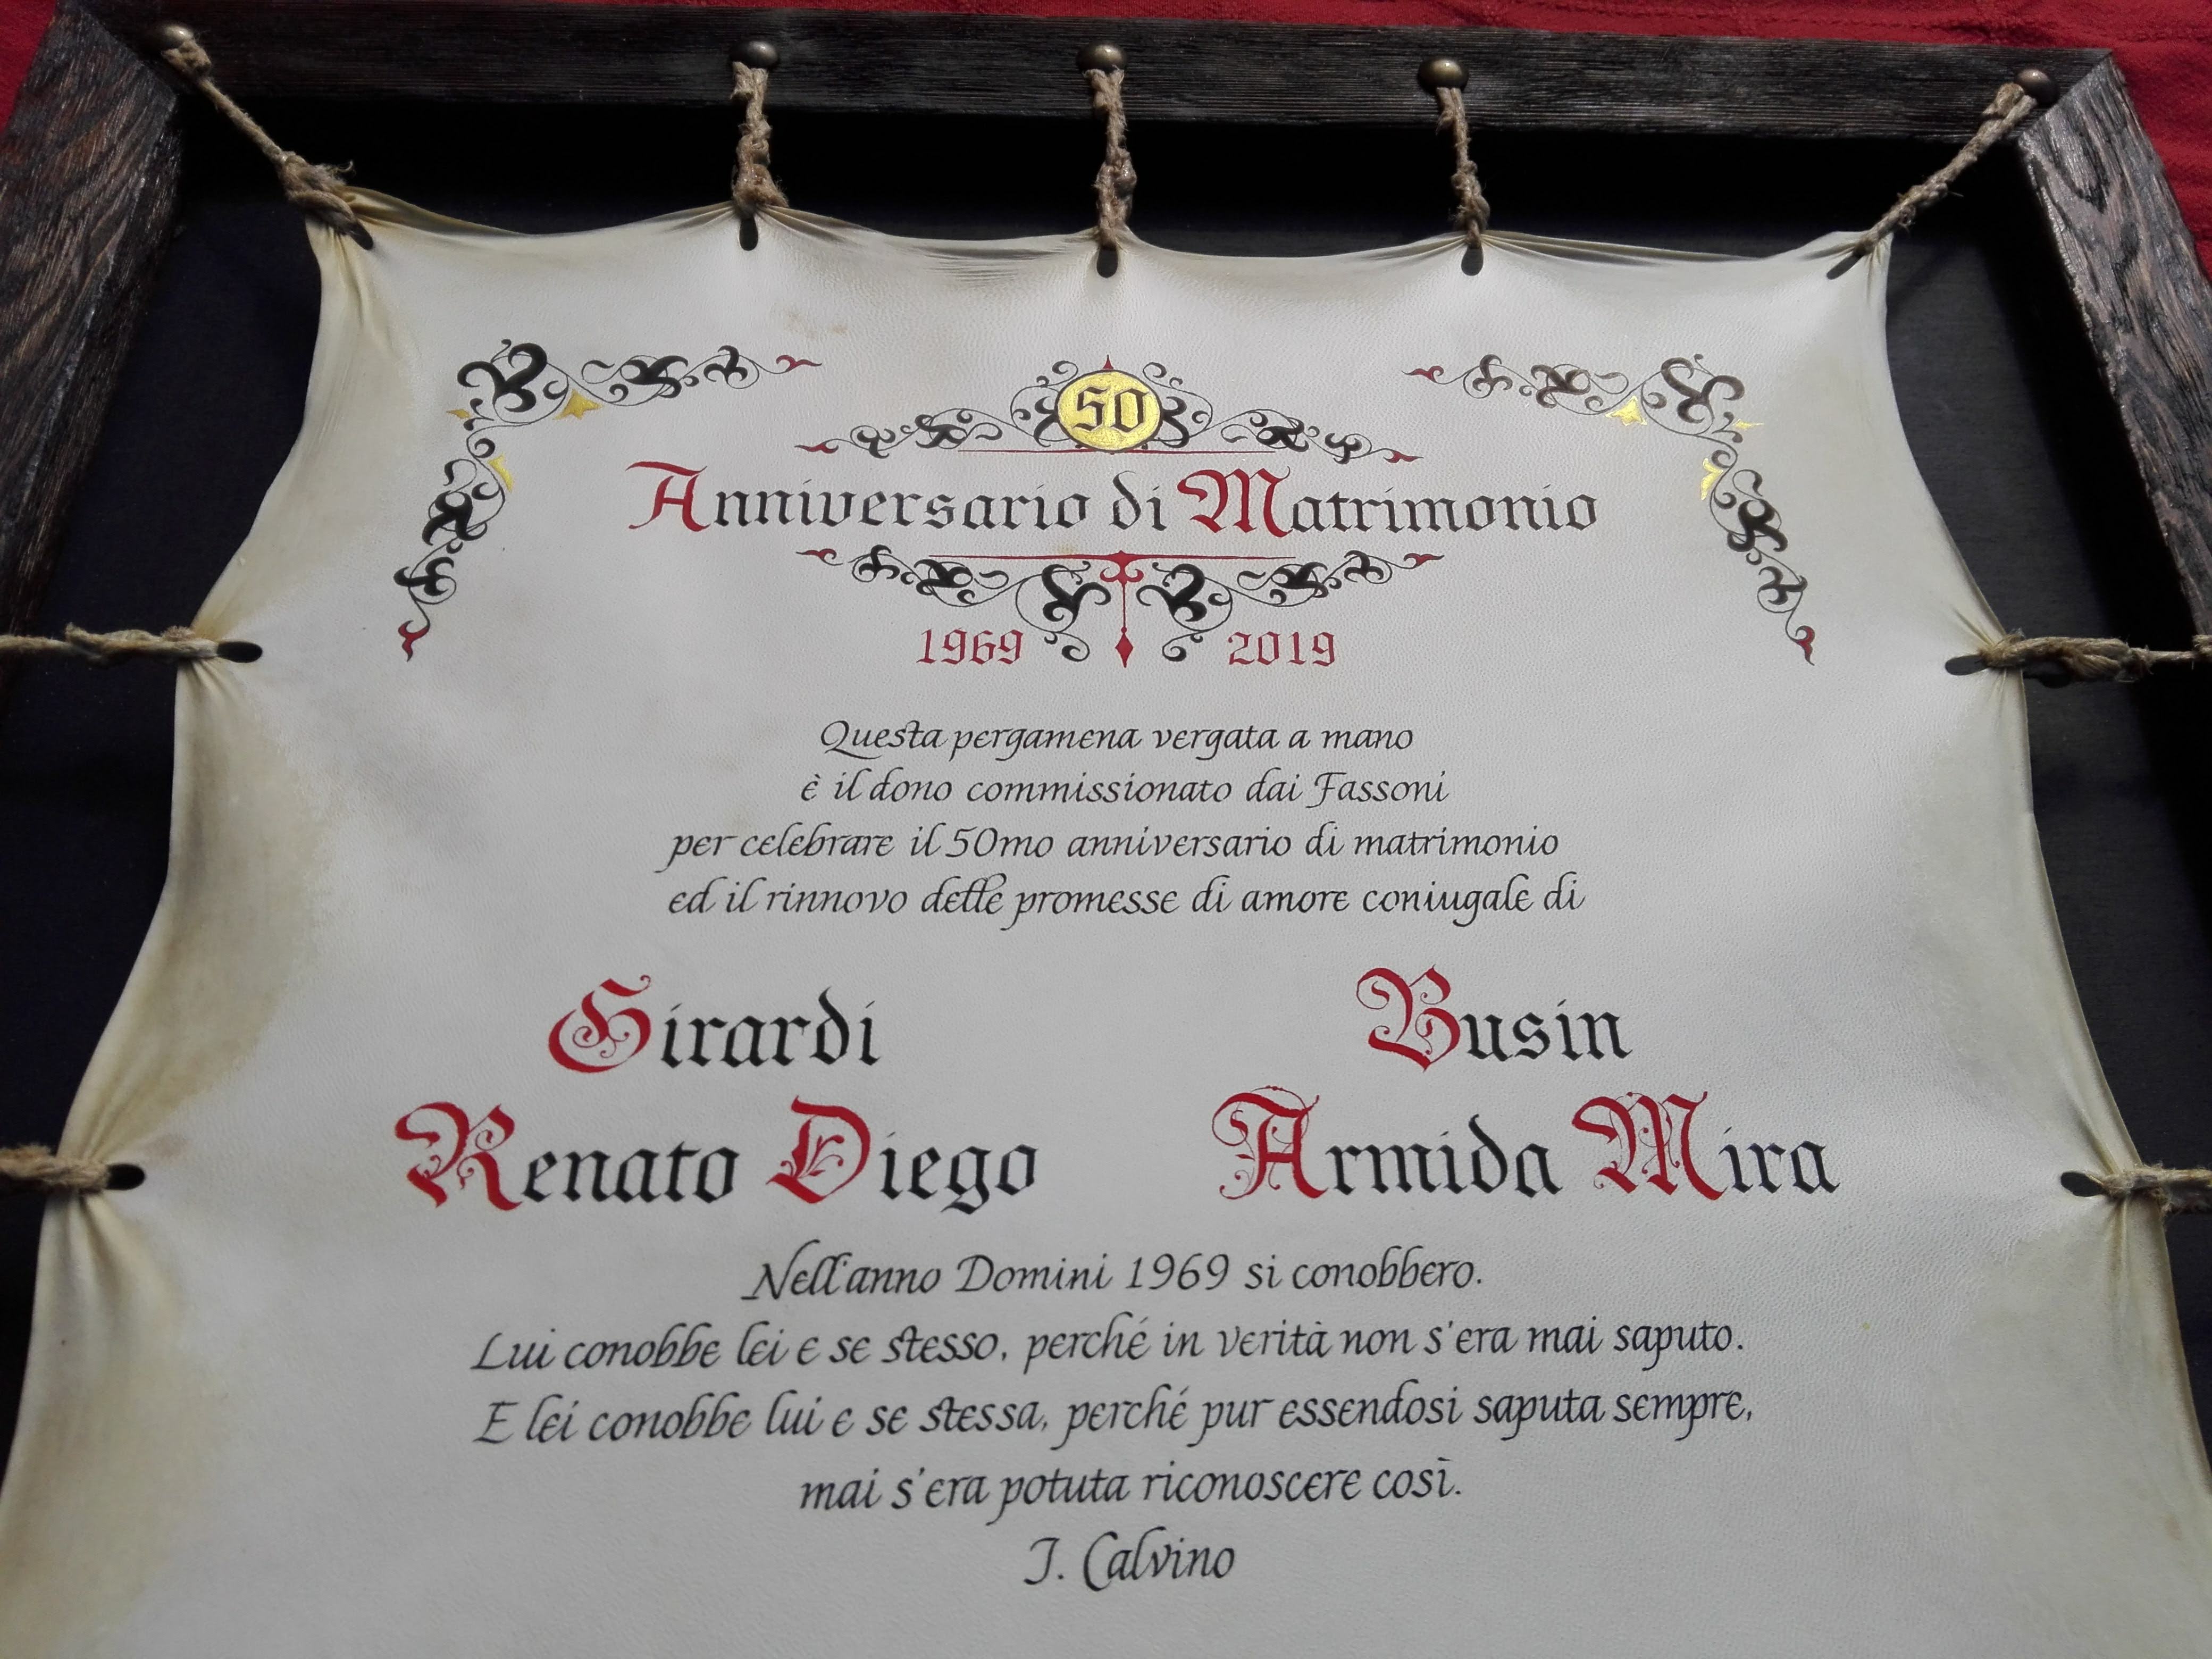 50
Anniversario di Matrimonio
1969 2019
Questa pergamena vergata a mano
è il dono commissionato dai Fassoni
per celebrare il 50mo anniversario di matrimonio
ed il rinnovo delle promesse di amore coniugale di
Girardi Busin
Renato Diego Armida Mira
Nell'anno Domini 1969 si conobbero.
Lui conobbe lei e se stesso, perché in verità non s'era mai saputo.
E lei conobbe lui e se stessa, perché pur essendosi saputa sempre,
mai s'era potuta riconoscere così.
I. Calvino